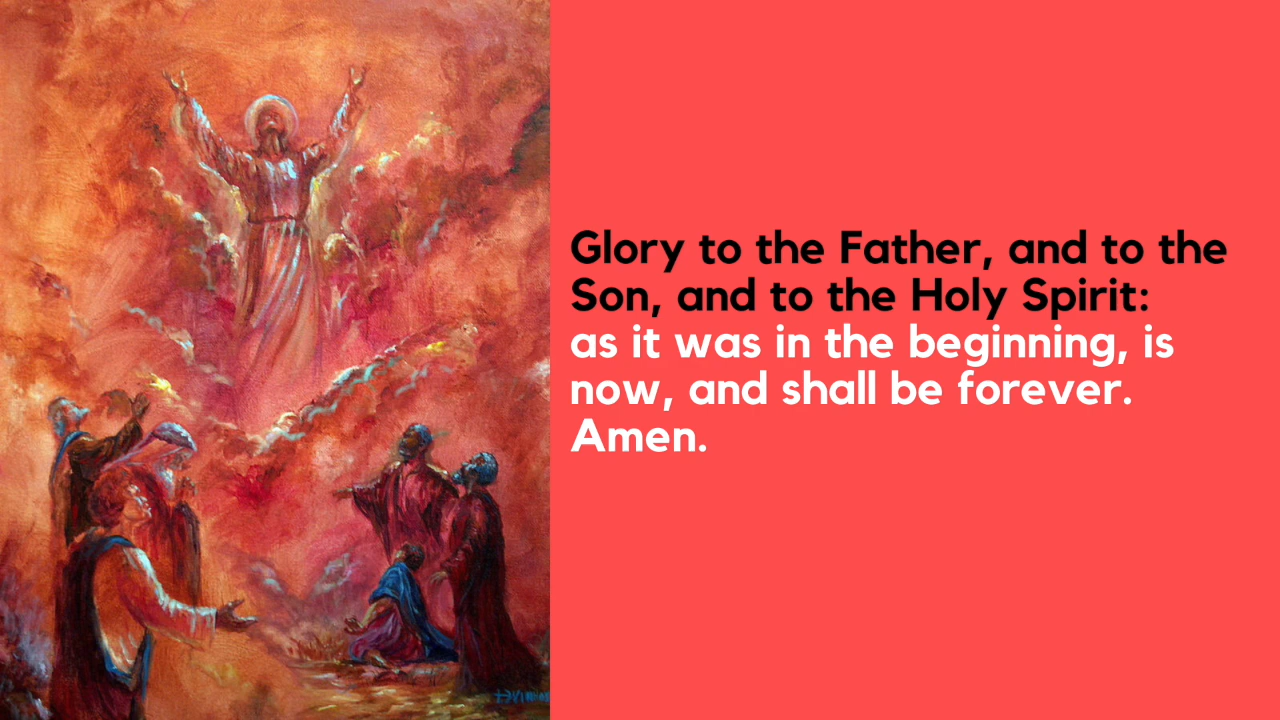 Glory to the Father, and to the
Son, and to the Holy Spirit:
as it was in the beginning, is
now, and shall be forever.
Amen.